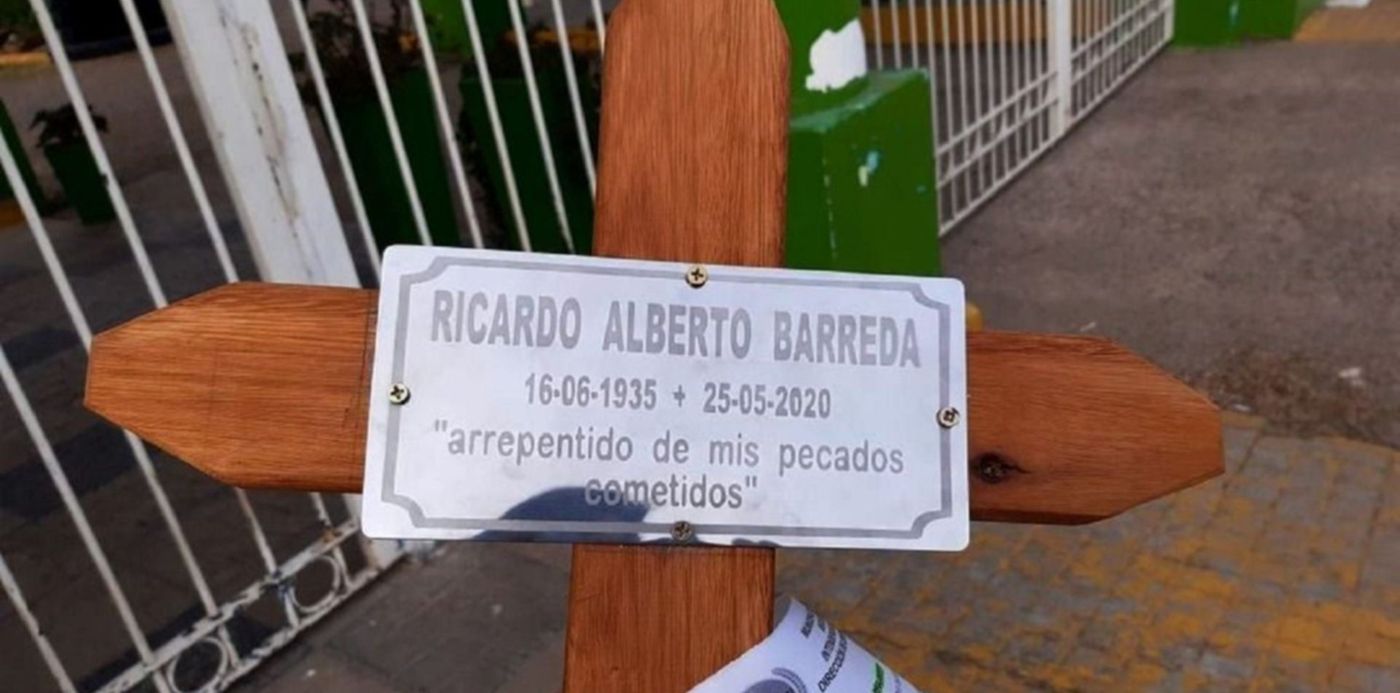 RICARDO ALBERTO BARREDA
16-06-1935 + 25-05-2020
"arrepentido de mis pecados
cometidos"